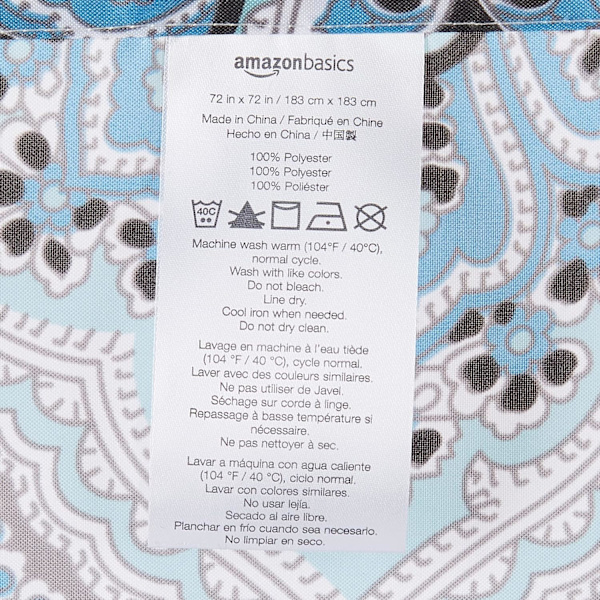 amazonbasics
72 in x 72 in / 183 cm x 183 cm
Made in China / Fabriqué en Chine
Hecho en China / 中国製
100% Polyester
100% Polyester
100% Poliéster
40C
Machine wash warm (104°F / 40°C),
normal cycle.
Wash with like colors.
Do not bleach.
Line dry.
Cool iron when needed.
Do not dry clean.
Lavage en machine à l'eau tiède
(104 °F / 40 °C), cycle normal.
Laver avec des couleurs similaires.
Ne pas utiliser de Javel.
Séchage sur corde à linge.
Repassage à basse température si
nécessaire.
Ne pas nettoyer à sec.
Lavar a máquina con agua caliente
(104 °F / 40 °C), ciclo normal.
Lavar con colores similares.
No usar lejía.
Secado al aire libre.
Planchar en frío cuando sea necesario.
No limpiar en seco.